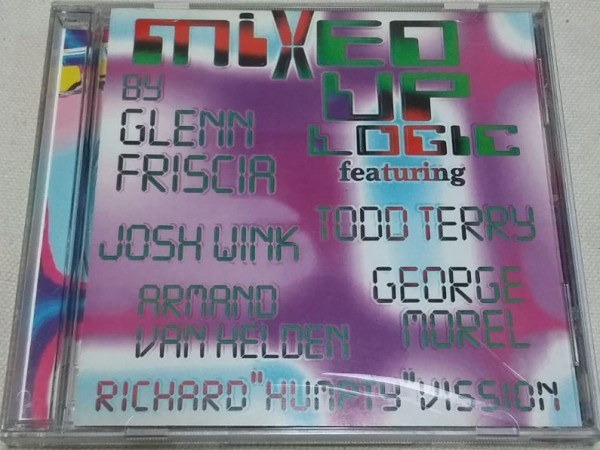 MiXED
UP
LOGIC
BY
GLENN
FRISCIA
featuring
JOSH WINK
TODD TERRY
ARMAND
VAN HELDEN
GEORGE
MOREL
RICHARD "HUMPTY" VISSION